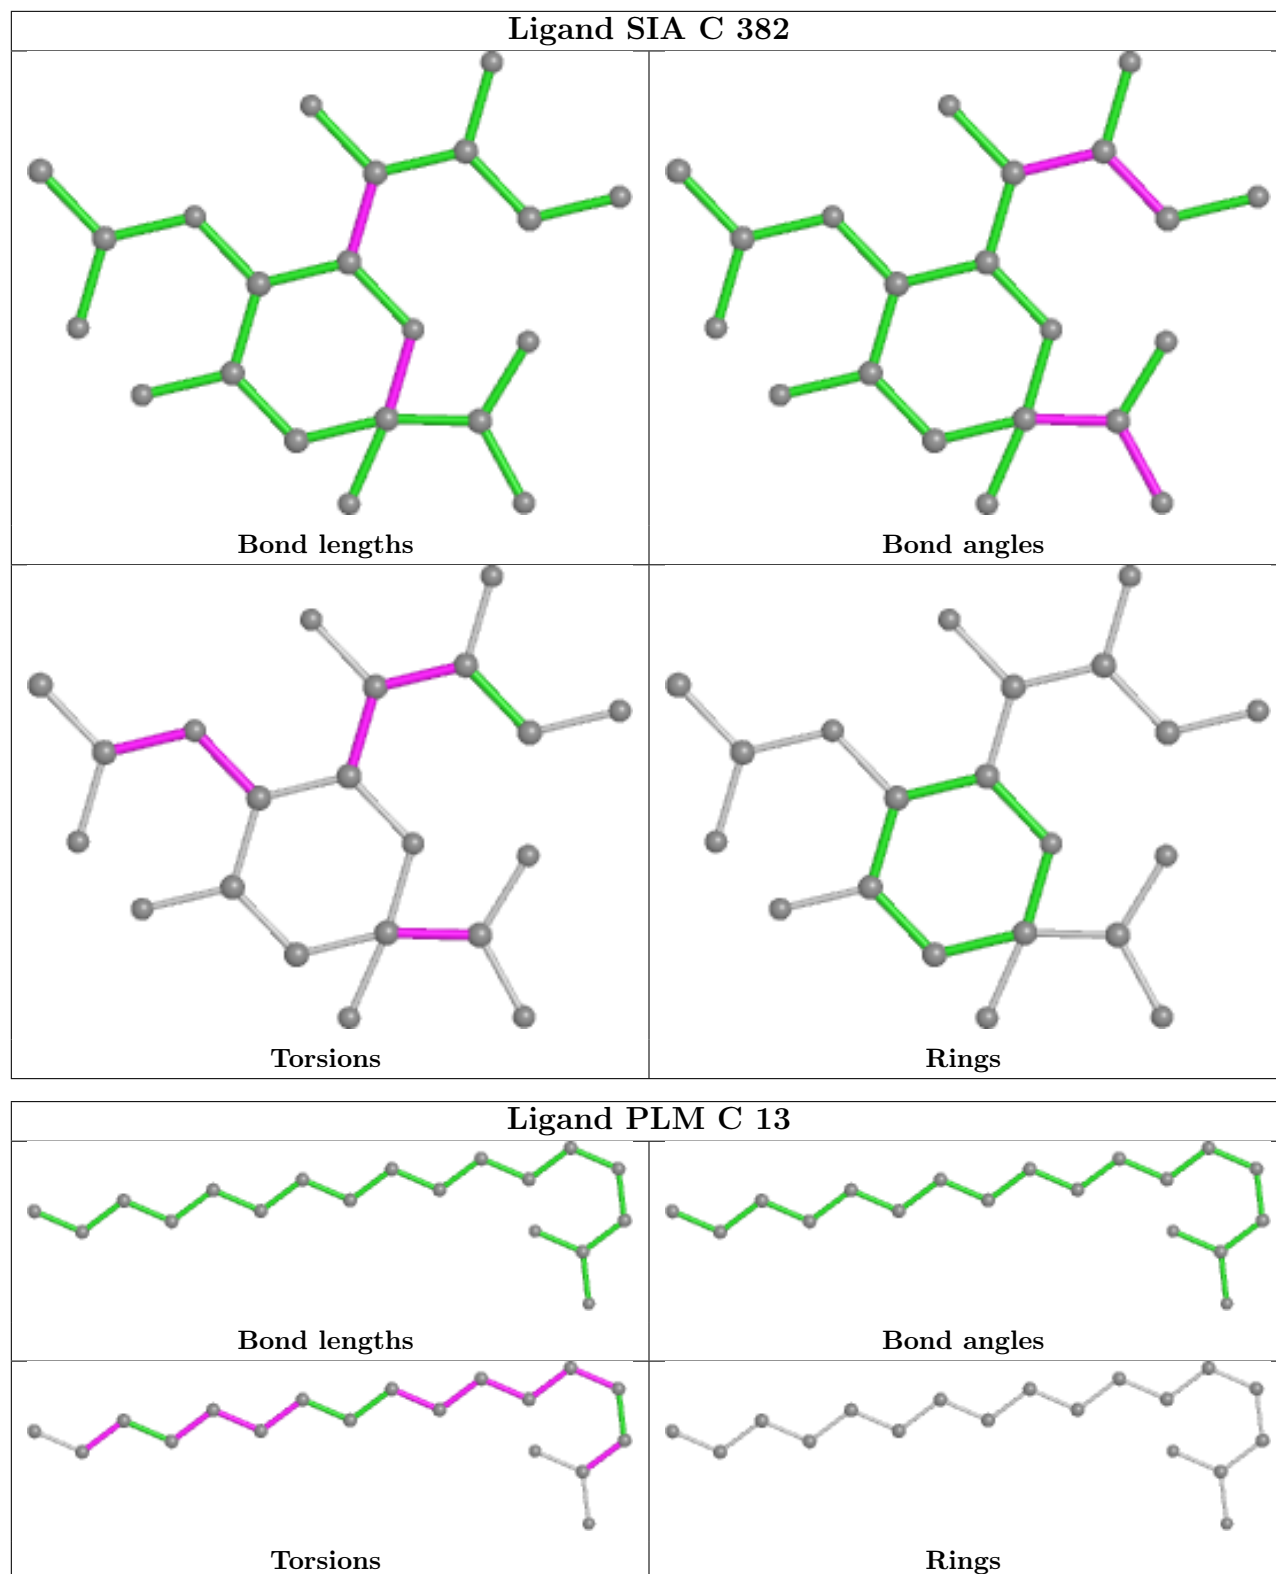 Ligand SIA C 382
Bond lengths
Bond angles
Torsions
Rings
Ligand PLM C 13
Bond lengths
Bond angles
Torsions
Rings